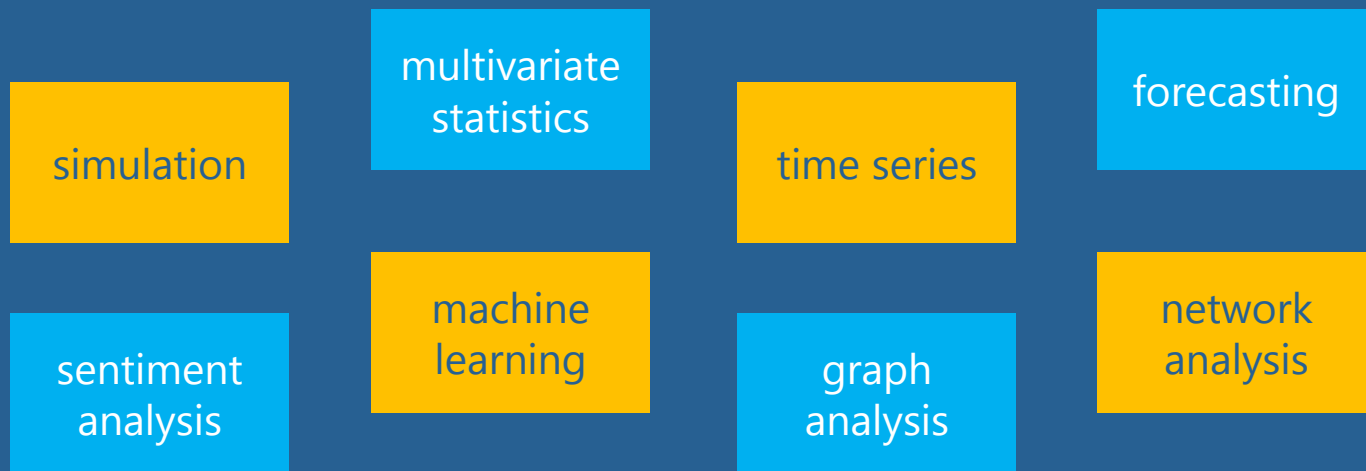 multivariate
statistics
forecasting
simulation
time series
machine
learning
network
analysis
sentiment
analysis
graph
analysis